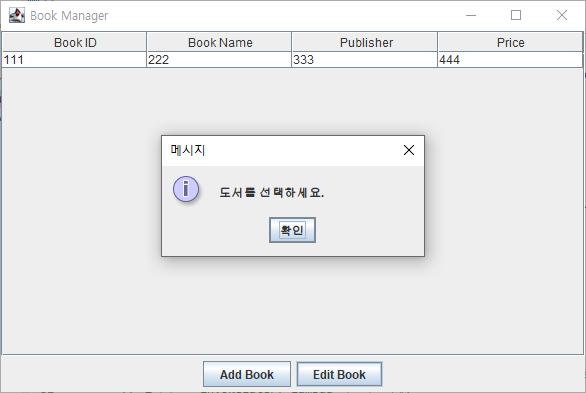 Book Manager
Book ID Book Name Publisher Price
111 222 333 444
메시지
도서를 선택하세요.
확인
Add Book Edit Book